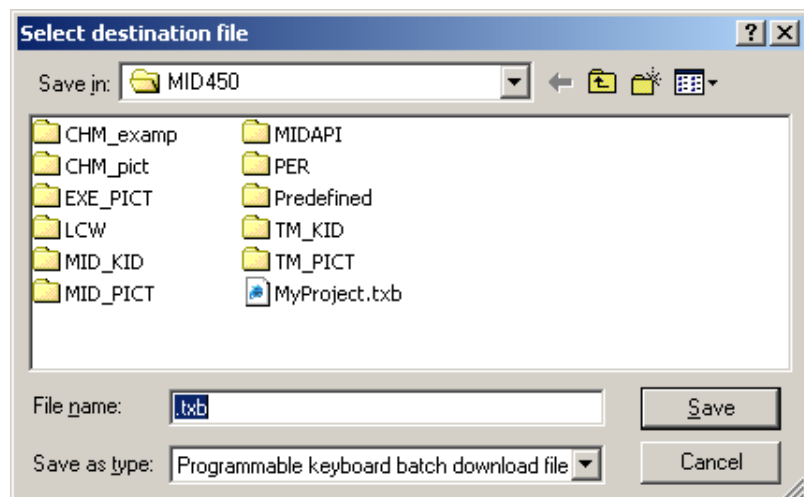 Select destination file
Save in: MID450
CHM_examp MIDAPI
CHM_pict PER
EXE_PICT Predefined
LCW TM_KID
MID_KID TM_PICT
MID_PICT MyProject.txb
File name: .txb Save
Save as type: Programmable keyboard batch download file Cancel